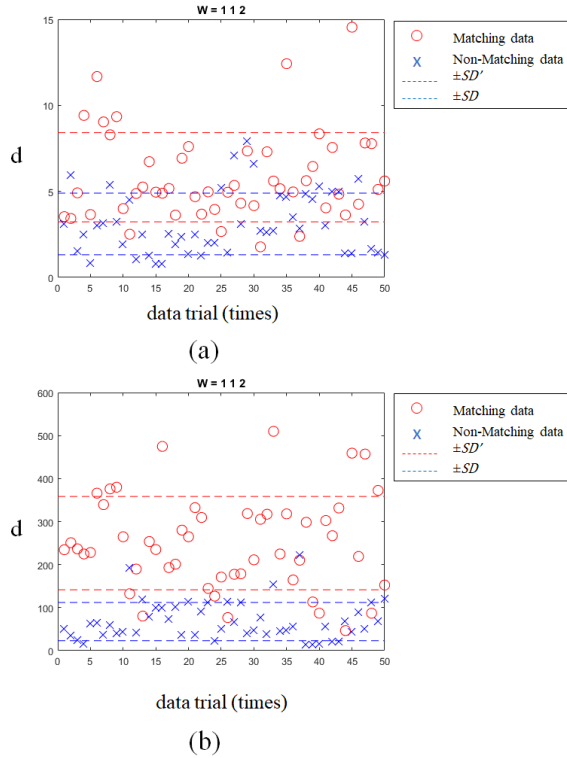 W = 1 1 2
15
10
5
0
d
0 5 10 15 20 25 30 35 40 45 50
data trial (times)
Matching data
Non-Matching data
±SD'
±SD
(a)
W = 1 1 2
600
500
400
300
200
100
0
d
0 5 10 15 20 25 30 35 40 45 50
data trial (times)
Matching data
Non-Matching data
±SD'
±SD
(b)